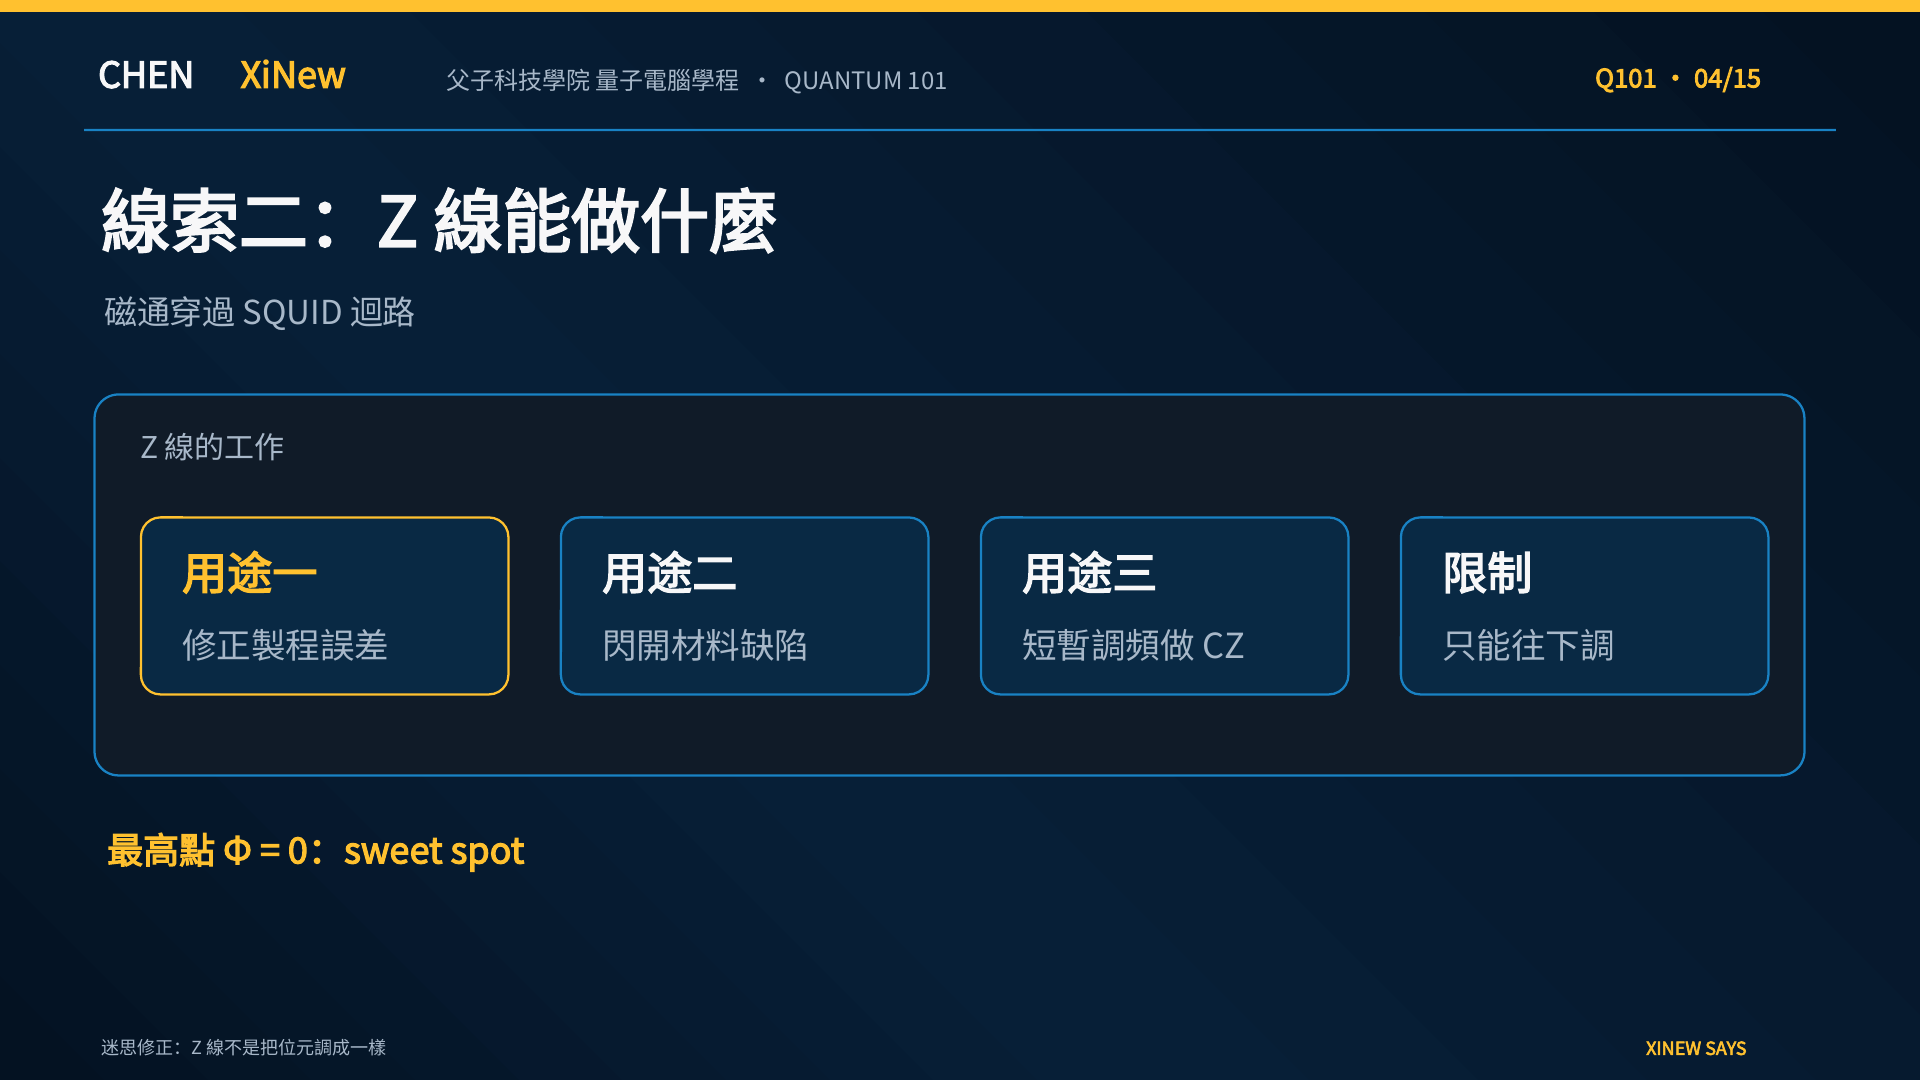 CHEN XiNew 父子科技學院 量子電腦學程 · QUANTUM 101 Q101 · 04/15
線索二：Z 線能做什麼
磁通穿過 SQUID 迴路
Z 線的工作
用途一
修正製程誤差
用途二
閃開材料缺陷
用途三
短暫調頻做 CZ
限制
只能往下調
最高點 Φ = 0：sweet spot
迷思修正：Z 線不是把位元調成一樣
XINEW SAYS